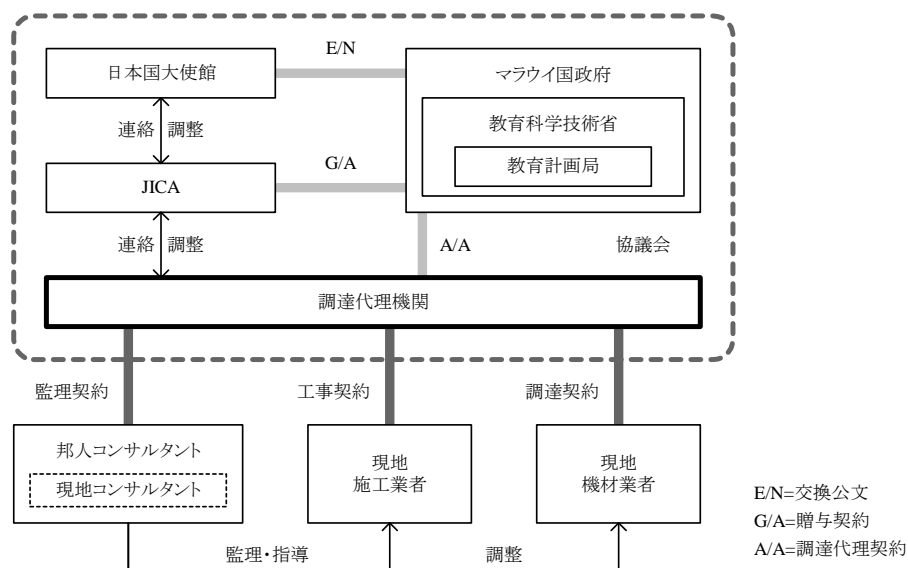 E/N
日本国大使館
マラウイ国政府
教育科学技術省
教育計画局
連絡 調整
G/A
JICA
連絡 調整
A/A
協議会
調達代理機関
監理契約
工事契約
調達契約
邦人コンサルタント
現地コンサルタント
現地
施工業者
現地
機材業者
E/N=交換公文
G/A=贈与契約
A/A=調達代理契約
監理・指導
調整